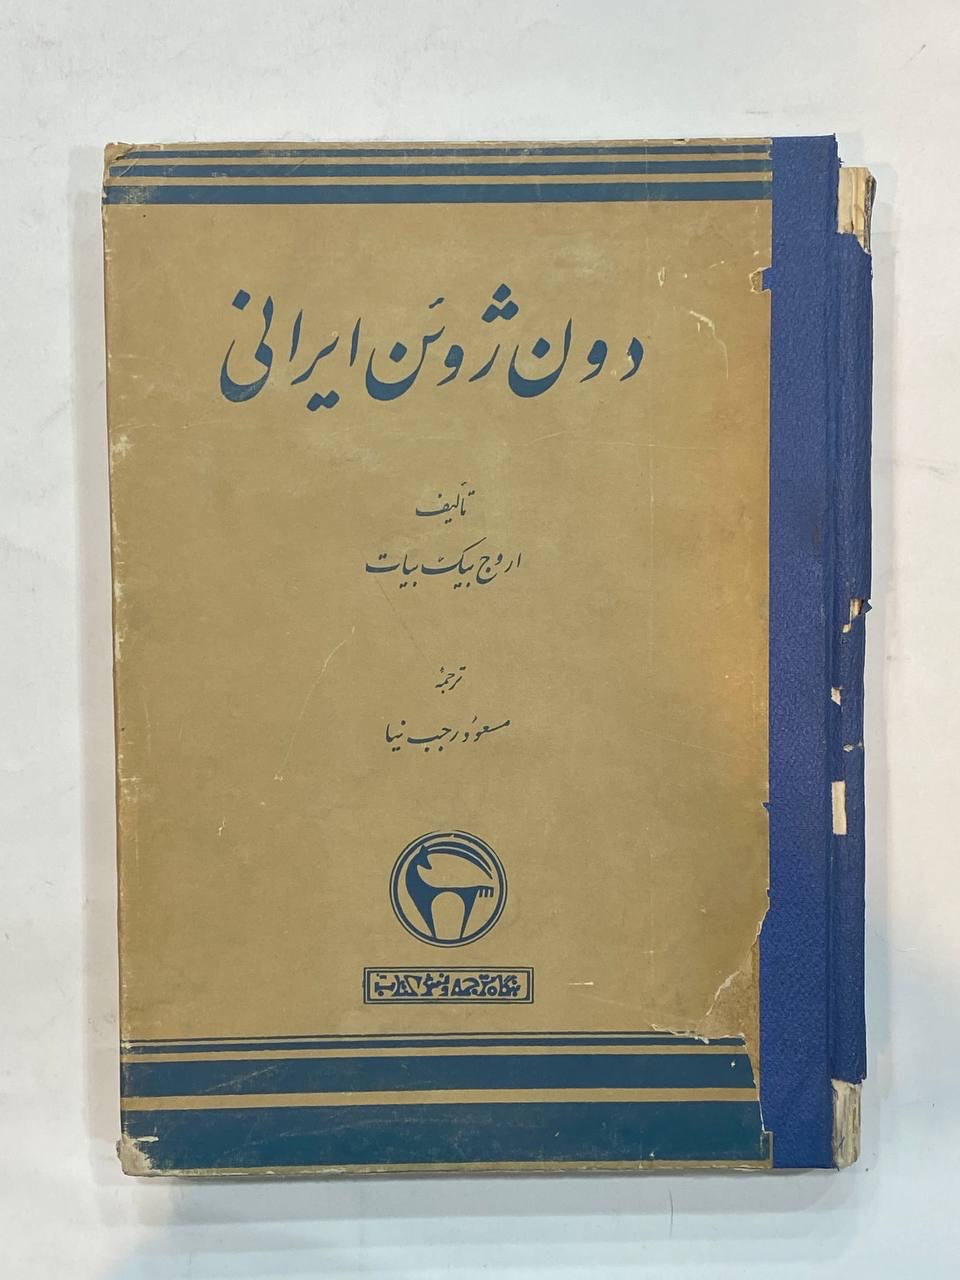 دون ژوئن ایرانی
تألیف
اروج بیک بیات
ترجمهٔ
مسعود رجب نیا
بنگاه ترجمه و نشر کتاب